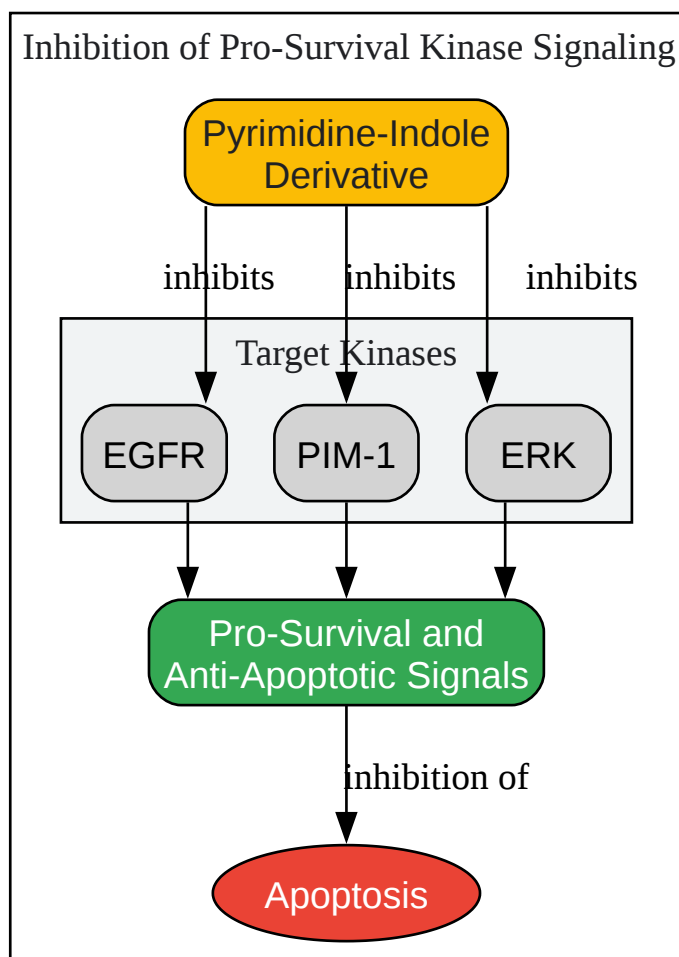 Inhibition of Pro-Survival Kinase Signaling
Pyrimidine-Indole
Derivative
inhibits inhibits inhibits
Target Kinases
EGFR PIM-1 ERK
Pro-Survival and
Anti-Apoptotic Signals
inhibition of
Apoptosis